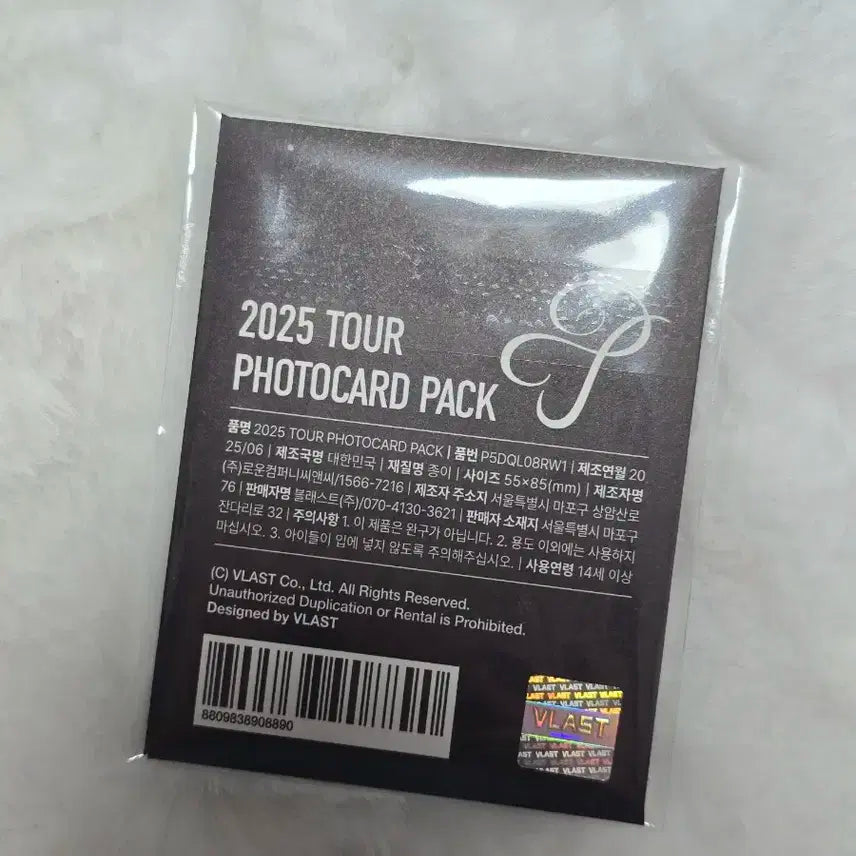 2025 TOUR
PHOTOCARD PACK
품명 2025 TOUR PHOTOCARD PACK | 품번 P5DQL08RW1 | 제조연월 20
25/06 | 제조국명 대한민국 | 재질명 종이 | 사이즈 55×85(mm) | 제조자명
(주)로운컴퍼니씨앤씨/1566-7216 | 제조자 주소지 서울특별시 마포구 상암산로
76 | 판매자명 블래스트(주)/070-4130-3621 | 판매자 소재지 서울특별시 마포구
잔다리로 32 | 주의사항 1. 이 제품은 완구가 아닙니다. 2. 용도 이외에는 사용하지
마십시오. 3. 아이들이 입에 넣지 않도록 주의해주십시오. | 사용연령 14세 이상
(C) VLAST Co., Ltd. All Rights Reserved.
Unauthorized Duplication or Rental is Prohibited.
Designed by VLAST
8809838908890
VLAST